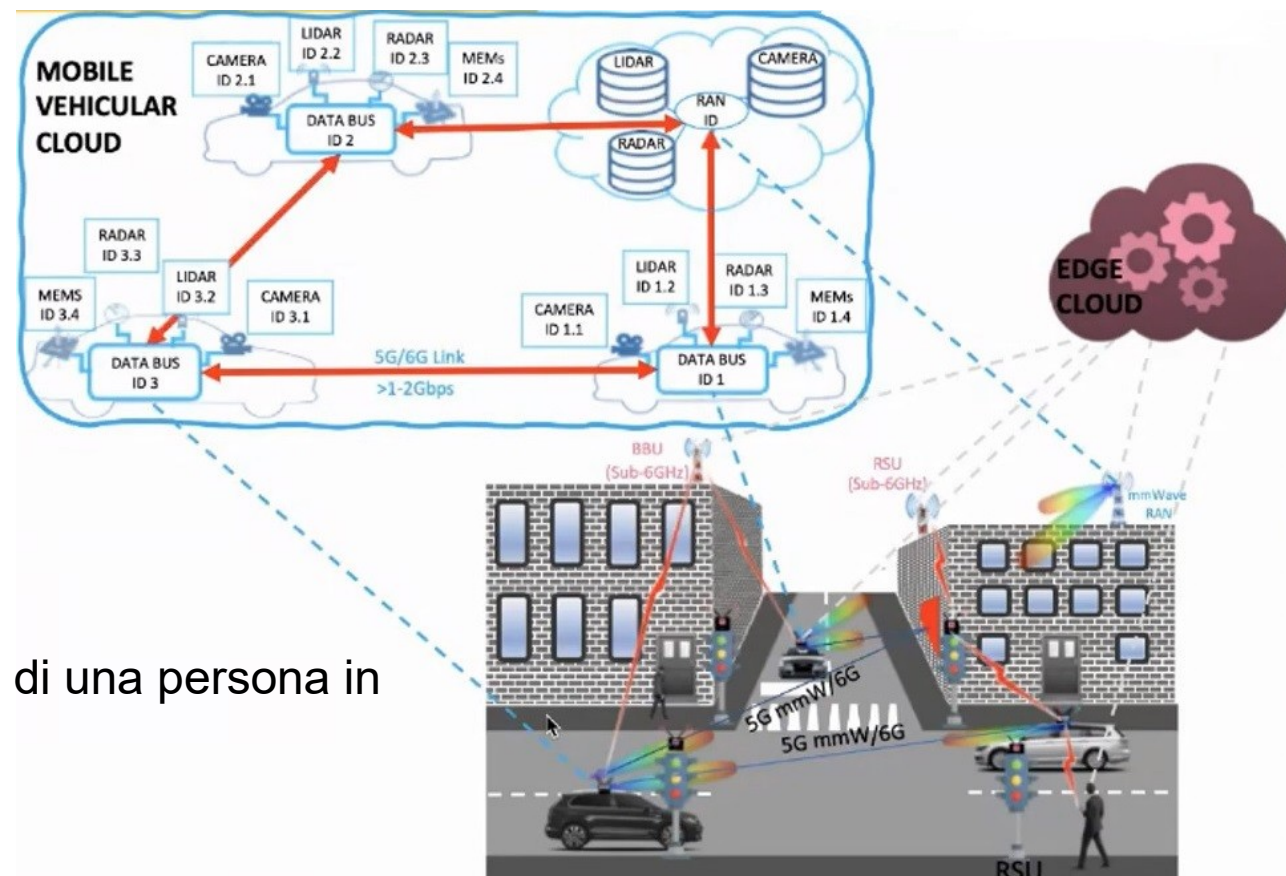 MOBILE
VEHICULAR
CLOUD
CAMERA
ID 2.1
LIDAR
ID 2.2
RADAR
ID 2.3
MEMs
ID 2.4
DATA BUS
ID 2
LIDAR
CAMERA
RAN
ID
RADAR
RADAR
ID 3.3
MEMS
ID 3.4
LIDAR
ID 3.2
CAMERA
ID 3.1
DATA BUS
ID 3
5G/6G Link
>1-2Gbps
CAMERA
ID 1.1
LIDAR
ID 1.2
RADAR
ID 1.3
MEMs
ID 1.4
DATA BUS
ID 1
EDGE
CLOUD
BBU
(Sub-6GHz)
RSU
(Sub-6GHz)
mmWave
RAN
di una persona in
5G mmW/6G
5G mmW/6G
RSU